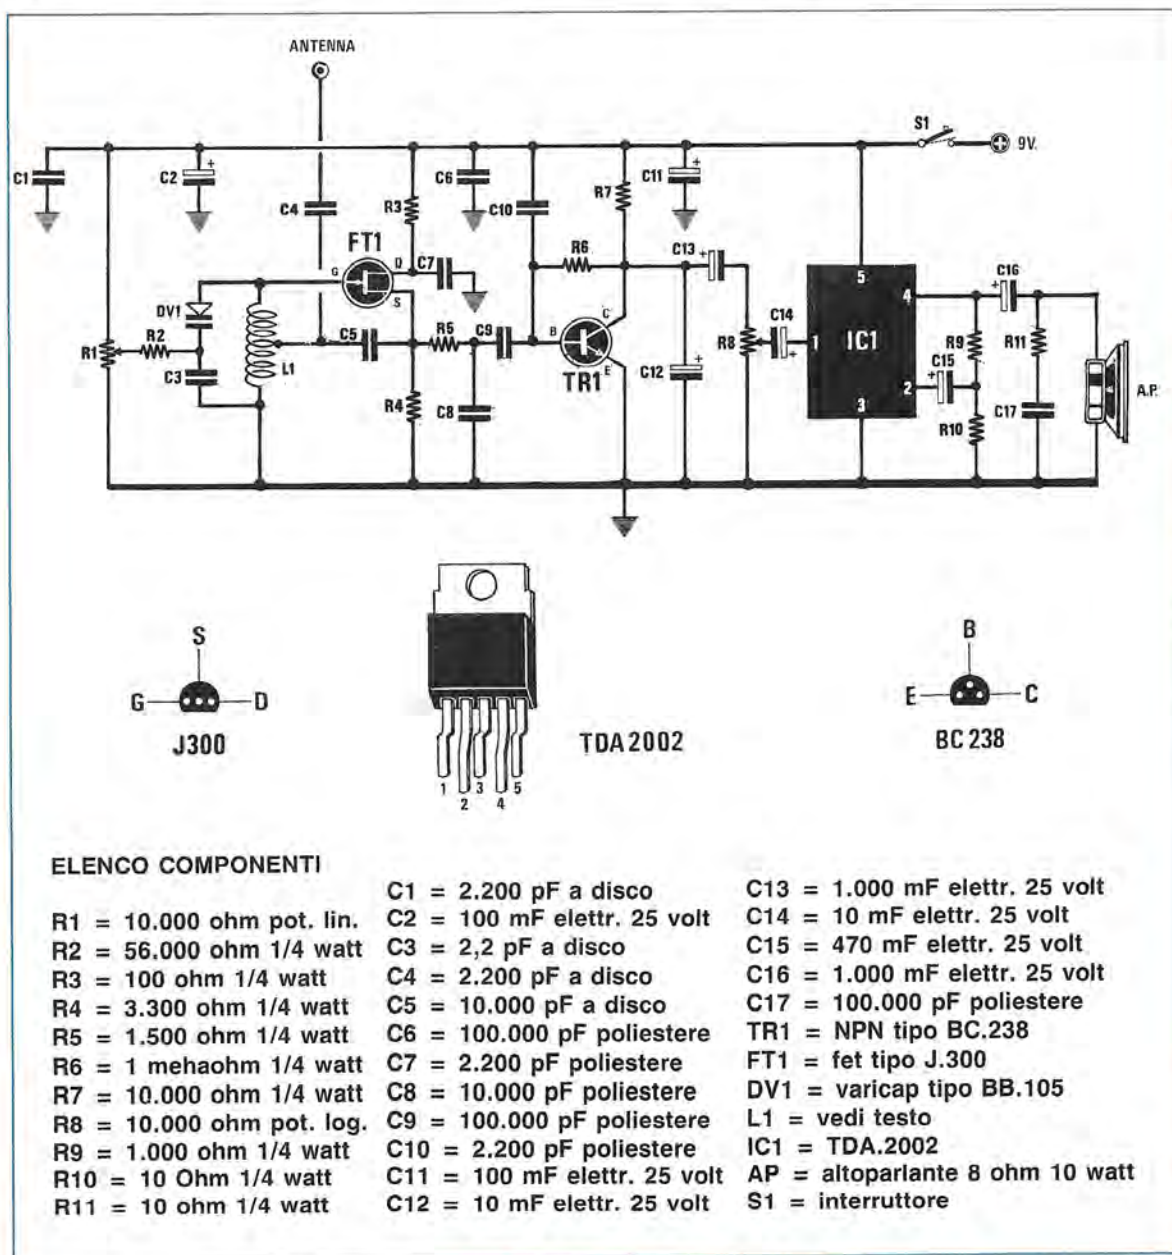 ANTENNA
S1
9V.
C1
C2
+
C4
R3
C6
C10
R7
C11
+
FT1
G
D
S
C7
R6
C13
+
C16
+
5
4
DV1
R2
R1
C3
L1
C5
R5
C9
B
C
E
TR1
R8
C14
+
1
IC1
C15
+
R9
R11
2
A.P.
R4
C8
C12
+
3
R10
C17
S
G
D
J300
1
2
3
4
5
TDA2002
B
E
C
BC 238
ELENCO COMPONENTI
R1 = 10.000 ohm pot. lin.
R2 = 56.000 ohm 1/4 watt
R3 = 100 ohm 1/4 watt
R4 = 3.300 ohm 1/4 watt
R5 = 1.500 ohm 1/4 watt
R6 = 1 mehaohm 1/4 watt
R7 = 10.000 ohm 1/4 watt
R8 = 10.000 ohm pot. log.
R9 = 1.000 ohm 1/4 watt
R10 = 10 Ohm 1/4 watt
R11 = 10 ohm 1/4 watt
C1 = 2.200 pF a disco
C2 = 100 mF elettr. 25 volt
C3 = 2,2 pF a disco
C4 = 2.200 pF a disco
C5 = 10.000 pF a disco
C6 = 100.000 pF poliestere
C7 = 2.200 pF poliestere
C8 = 10.000 pF poliestere
C9 = 100.000 pF poliestere
C10 = 2.200 pF poliestere
C11 = 100 mF elettr. 25 volt
C12 = 10 mF elettr. 25 volt
C13 = 1.000 mF elettr. 25 volt
C14 = 10 mF elettr. 25 volt
C15 = 470 mF elettr. 25 volt
C16 = 1.000 mF elettr. 25 volt
C17 = 100.000 pF poliestere
TR1 = NPN tipo BC.238
FT1 = fet tipo J.300
DV1 = varicap tipo BB.105
L1 = vedi testo
IC1 = TDA.2002
AP = altoparlante 8 ohm 10 watt
S1 = interruttore